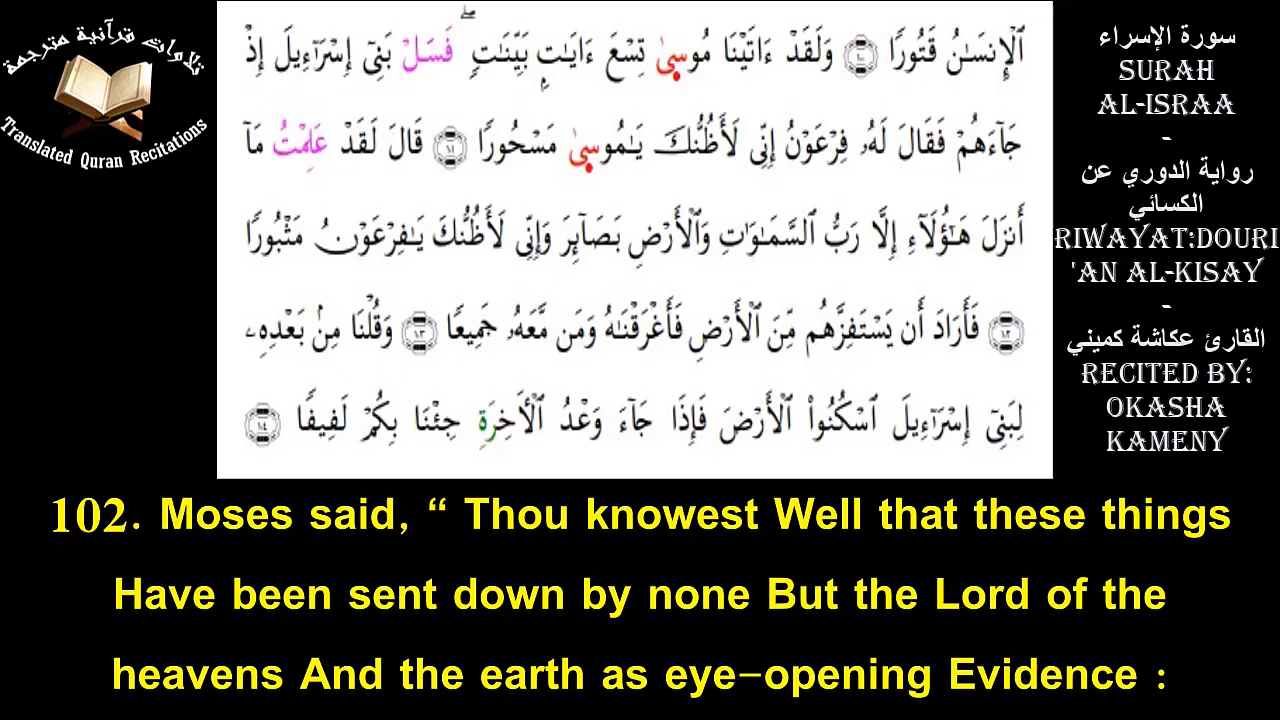 تلاوات قرآنية مترجمة
Translated Quran Recitations
ٱلْإِنسَٰنُ قَتُورًا ١٠٠ وَلَقَدْ ءَاتَيْنَا مُوسىٰ تِسْعَ ءَايَٰتِۭ بَيِّنَٰتٍۖ فَسَلْ بَنِىٓ إِسْرَٰٓءِيلَ إِذْ
جَآءَهُمْ فَقَالَ لَهُۥ فِرْعَوْنُ إِنِّى لَأَظُنُّكَ يَٰمُوسىٰ مَسْحُورًا ١٠١ قَالَ لَقَدْ عَلِمْتُ مَآ
أَنزَلَ هَٰٓؤُلَآءِ إِلَّا رَبُّ ٱلسَّمَٰوَٰتِ وَٱلْأَرْضِ بَصَآئِرَ وَإِنِّى لَأَظُنُّكَ يَٰفِرْعَوْنُ مَثْبُورًا
١٠٢ فَأَرَادَ أَن يَسْتَفِزَّهُم مِّنَ ٱلْأَرْضِ فَأَغْرَقْنَٰهُ وَمَن مَّعَهُۥ جَمِيعًا ١٠٣ وَقُلْنَا مِنۢ بَعْدِهِۦ
لِبَنِىٓ إِسْرَٰٓءِيلَ ٱسْكُنُوا۟ ٱلْأَرْضَ فَإِذَا جَآءَ وَعْدُ ٱلْأَخِرَةِ جِئْنَا بِكُمْ لَفِيفًا ١٠٤
سورة الإسراء
SURAH
AL-ISRAA
-
رواية الدوري عن
الكسائي
RIWAYAT:DOURI
'AN AL-KISAY
-
القارئ عكاشة كميني
RECITED BY:
OKASHA
KAMENY
102. Moses said, “ Thou knowest Well that these things
Have been sent down by none But the Lord of the
heavens And the earth as eye-opening Evidence :